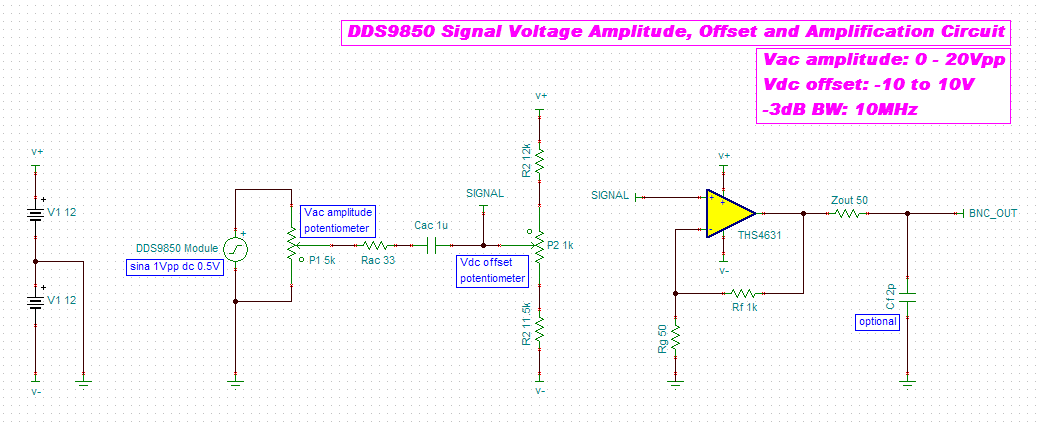 DDS9850 Signal Voltage Amplitude, Offset and Amplification Circuit
Vac amplitude: 0 - 20Vpp
Vdc offset: -10 to 10V
-3dB BW: 10MHz
V+
V1 12
V1 12
V-
DDS9850 Module
sina 1Vpp dc 0.5V
Vac amplitude
potentiometer
P1 5k
Rac 33
Cac 1u
SIGNAL
V+
R2 12k
P2 1k
Vdc offset
potentiometer
R2 11.5k
V-
SIGNAL
V+
THS4631
V-
Rf 1k
Rg 50
Zout 50
BNC_OUT
Cf 2p
optional